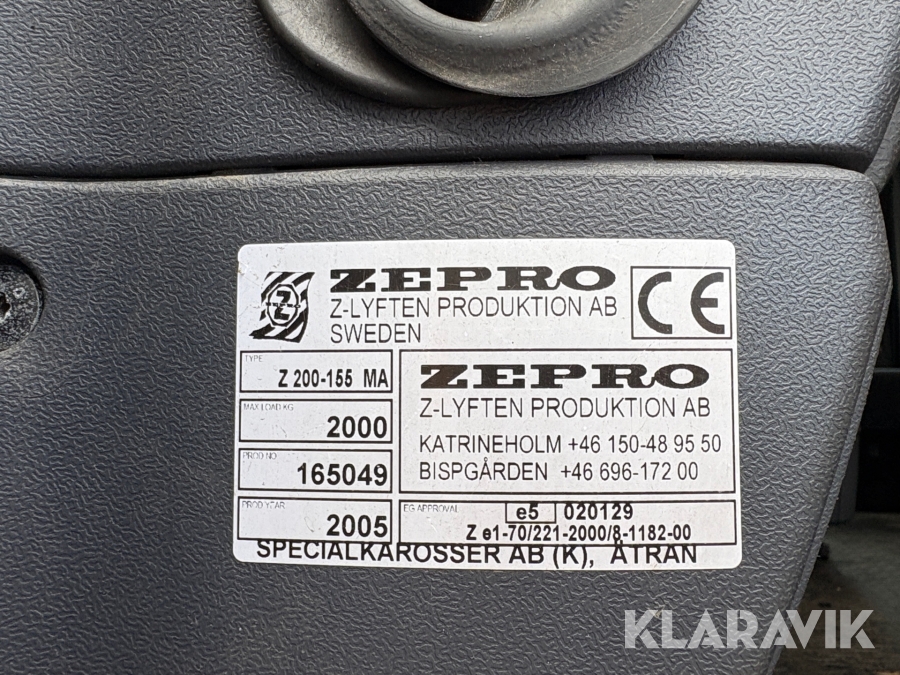 ZEPRO
Z-LYFTEN PRODUKTION AB
SWEDEN
CE
TYPE
Z 200-155 MA
MAX LOAD KG
2000
PROD NO
165049
PROD YEAR
2005
ZEPRO
Z-LYFTEN PRODUKTION AB
KATRINEHOLM +46 150-48 95 50
BISPGÅRDEN +46 696-172 00
EG APPROVAL
e5 020129
Z e1-70/221-2000/8-1182-00
SPECIALKAROSSER AB (K), ÄTRAN
KLARAVIK